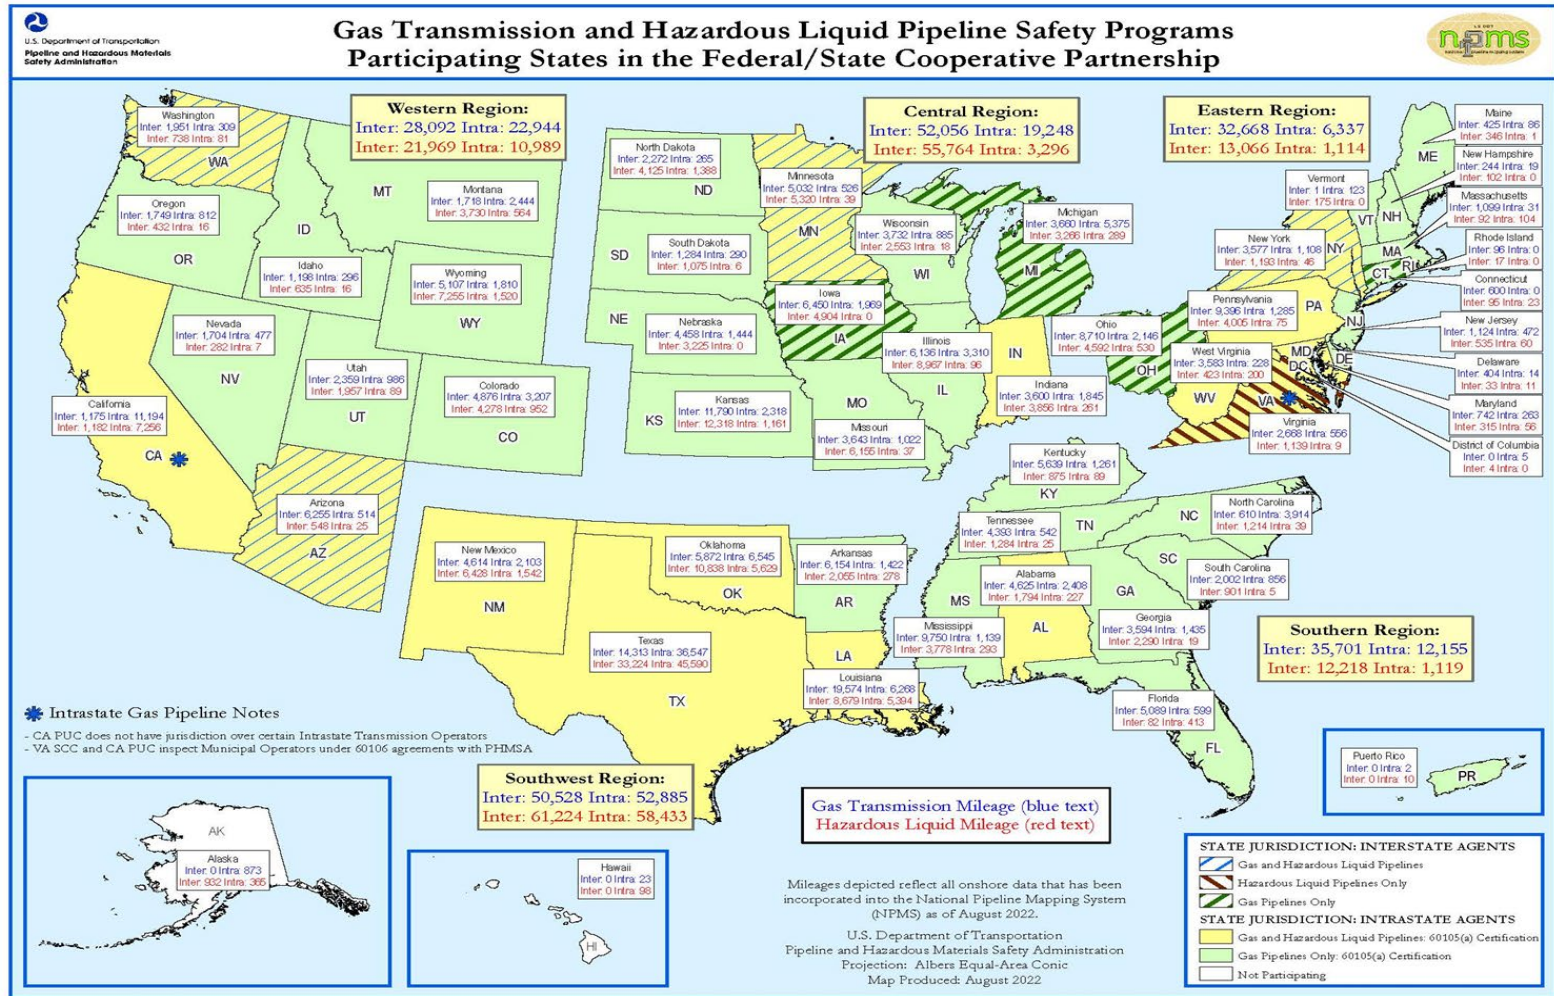 U.S. Department of Transportation
Pipeline and Hazardous Materials
Safety Administration
Gas Transmission and Hazardous Liquid Pipeline Safety Programs
Participating States in the Federal/State Cooperative Partnership
npms
Western Region:
Inter: 28,092 Intra: 22,944
Inter: 21,969 Intra: 10,989
Central Region:
Inter: 52,056 Intra: 19,248
Inter: 55,764 Intra: 3,296
Eastern Region:
Inter: 32,668 Intra: 6,337
Inter: 13,066 Intra: 1,114
Washington
Inter: 1,951 Intra: 309
Inter: 738 Intra: 81
WA
Oregon
Inter: 1,749 Intra: 812
Inter: 432 Intra: 16
OR
ID
Idaho
Inter: 1,198 Intra: 296
Inter: 635 Intra: 16
MT
Montana
Inter: 1,718 Intra: 2,444
Inter: 3,730 Intra: 564
Wyoming
Inter: 5,107 Intra: 1,810
Inter: 7,255 Intra: 1,520
WY
Nevada
Inter: 1,704 Intra: 477
Inter: 282 Intra: 7
NV
Utah
Inter: 2,359 Intra: 986
Inter: 1,957 Intra: 89
UT
Colorado
Inter: 4,876 Intra: 3,207
Inter: 4,278 Intra: 952
CO
California
Inter: 1,175 Intra: 11,194
Inter: 1,182 Intra: 7,256
CA
Arizona
Inter: 6,255 Intra: 514
Inter: 548 Intra: 25
AZ
North Dakota
Inter: 2,272 Intra: 265
Inter: 4,125 Intra: 1,388
ND
SD
South Dakota
Inter: 1,284 Intra: 290
Inter: 1,075 Intra: 6
NE
Nebraska
Inter: 4,458 Intra: 1,444
Inter: 3,225 Intra: 0
KS
Kansas
Inter: 11,790 Intra: 2,318
Inter: 12,318 Intra: 1,161
Minnesota
Inter: 5,032 Intra: 526
Inter: 5,320 Intra: 39
MN
Wisconsin
Inter: 3,732 Intra: 885
Inter: 2,553 Intra: 18
WI
Michigan
Inter: 3,660 Intra: 5,375
Inter: 3,266 Intra: 289
MI
Iowa
Inter: 6,450 Intra: 1,969
Inter: 4,904 Intra: 0
IA
Illinois
Inter: 6,136 Intra: 3,310
Inter: 8,967 Intra: 96
IL
MO
Missouri
Inter: 3,643 Intra: 1,022
Inter: 6,155 Intra: 37
IN
Indiana
Inter: 3,600 Intra: 1,845
Inter: 3,856 Intra: 261
Ohio
Inter: 8,710 Intra: 2,146
Inter: 4,592 Intra: 530
OH
Vermont
Inter: 1 Intra: 123
Inter: 175 Intra: 0
VT
NH
ME
MA
RI
CT
New York
Inter: 3,577 Intra: 1,108
Inter: 1,193 Intra: 46
NY
Pennsylvania
Inter: 9,396 Intra: 1,285
Inter: 4,005 Intra: 75
PA
NJ
MD
DE
DC
West Virginia
Inter: 3,583 Intra: 228
Inter: 423 Intra: 200
WV
VA
Virginia
Inter: 2,668 Intra: 556
Inter: 1,139 Intra: 9
Maine
Inter: 425 Intra: 86
Inter: 346 Intra: 1
New Hampshire
Inter: 244 Intra: 19
Inter: 102 Intra: 0
Massachusetts
Inter: 1,099 Intra: 31
Inter: 92 Intra: 104
Rhode Island
Inter: 96 Intra: 0
Inter: 17 Intra: 0
Connecticut
Inter: 600 Intra: 0
Inter: 95 Intra: 23
New Jersey
Inter: 1,124 Intra: 472
Inter: 535 Intra: 60
Delaware
Inter: 404 Intra: 14
Inter: 33 Intra: 11
Maryland
Inter: 742 Intra: 263
Inter: 315 Intra: 56
District of Columbia
Inter: 0 Intra: 5
Inter: 4 Intra: 0
Kentucky
Inter: 5,639 Intra: 1,261
Inter: 875 Intra: 89
KY
Tennessee
Inter: 4,393 Intra: 542
Inter: 1,284 Intra: 25
TN
NC
North Carolina
Inter: 610 Intra: 3,914
Inter: 1,214 Intra: 39
SC
South Carolina
Inter: 2,002 Intra: 856
Inter: 901 Intra: 5
New Mexico
Inter: 4,614 Intra: 2,103
Inter: 6,428 Intra: 1,542
NM
Oklahoma
Inter: 5,872 Intra: 6,545
Inter: 10,838 Intra: 5,629
OK
Arkansas
Inter: 6,154 Intra: 1,422
Inter: 2,055 Intra: 278
AR
Texas
Inter: 14,313 Intra: 36,547
Inter: 33,224 Intra: 45,590
TX
LA
Louisiana
Inter: 19,574 Intra: 6,268
Inter: 8,679 Intra: 5,394
MS
Mississippi
Inter: 9,750 Intra: 1,139
Inter: 3,778 Intra: 293
Alabama
Inter: 4,625 Intra: 2,408
Inter: 1,794 Intra: 227
AL
GA
Georgia
Inter: 3,594 Intra: 1,435
Inter: 2,290 Intra: 19
Florida
Inter: 5,089 Intra: 599
Inter: 82 Intra: 413
FL
Southern Region:
Inter: 35,701 Intra: 12,155
Inter: 12,218 Intra: 1,119
Intrastate Gas Pipeline Notes
- CA PUC does not have jurisdiction over certain Intrastate Transmission Operators
- VA SCC and CA PUC inspect Municipal Operators under 60106 agreements with PHMSA
Southwest Region:
Inter: 50,528 Intra: 52,885
Inter: 61,224 Intra: 58,433
Gas Transmission Mileage (blue text)
Hazardous Liquid Mileage (red text)
Puerto Rico
Inter: 0 Intra: 2
Inter: 0 Intra: 10
PR
AK
Alaska
Inter: 0 Intra: 873
Inter: 932 Intra: 365
Hawaii
Inter: 0 Intra: 23
Inter: 0 Intra: 98
HI
Mileages depicted reflect all onshore data that has been
incorporated into the National Pipeline Mapping System
(NPMS) as of August 2022.
U.S. Department of Transportation
Pipeline and Hazardous Materials Safety Administration
Projection: Albers Equal-Area Conic
Map Produced: August 2022
STATE JURISDICTION: INTERSTATE AGENTS
Gas and Hazardous Liquid Pipelines
Hazardous Liquid Pipelines Only
Gas Pipelines Only
STATE JURISDICTION: INTRASTATE AGENTS
Gas and Hazardous Liquid Pipelines: 60105(a) Certification
Gas Pipelines Only: 60105(a) Certification
Not Participating